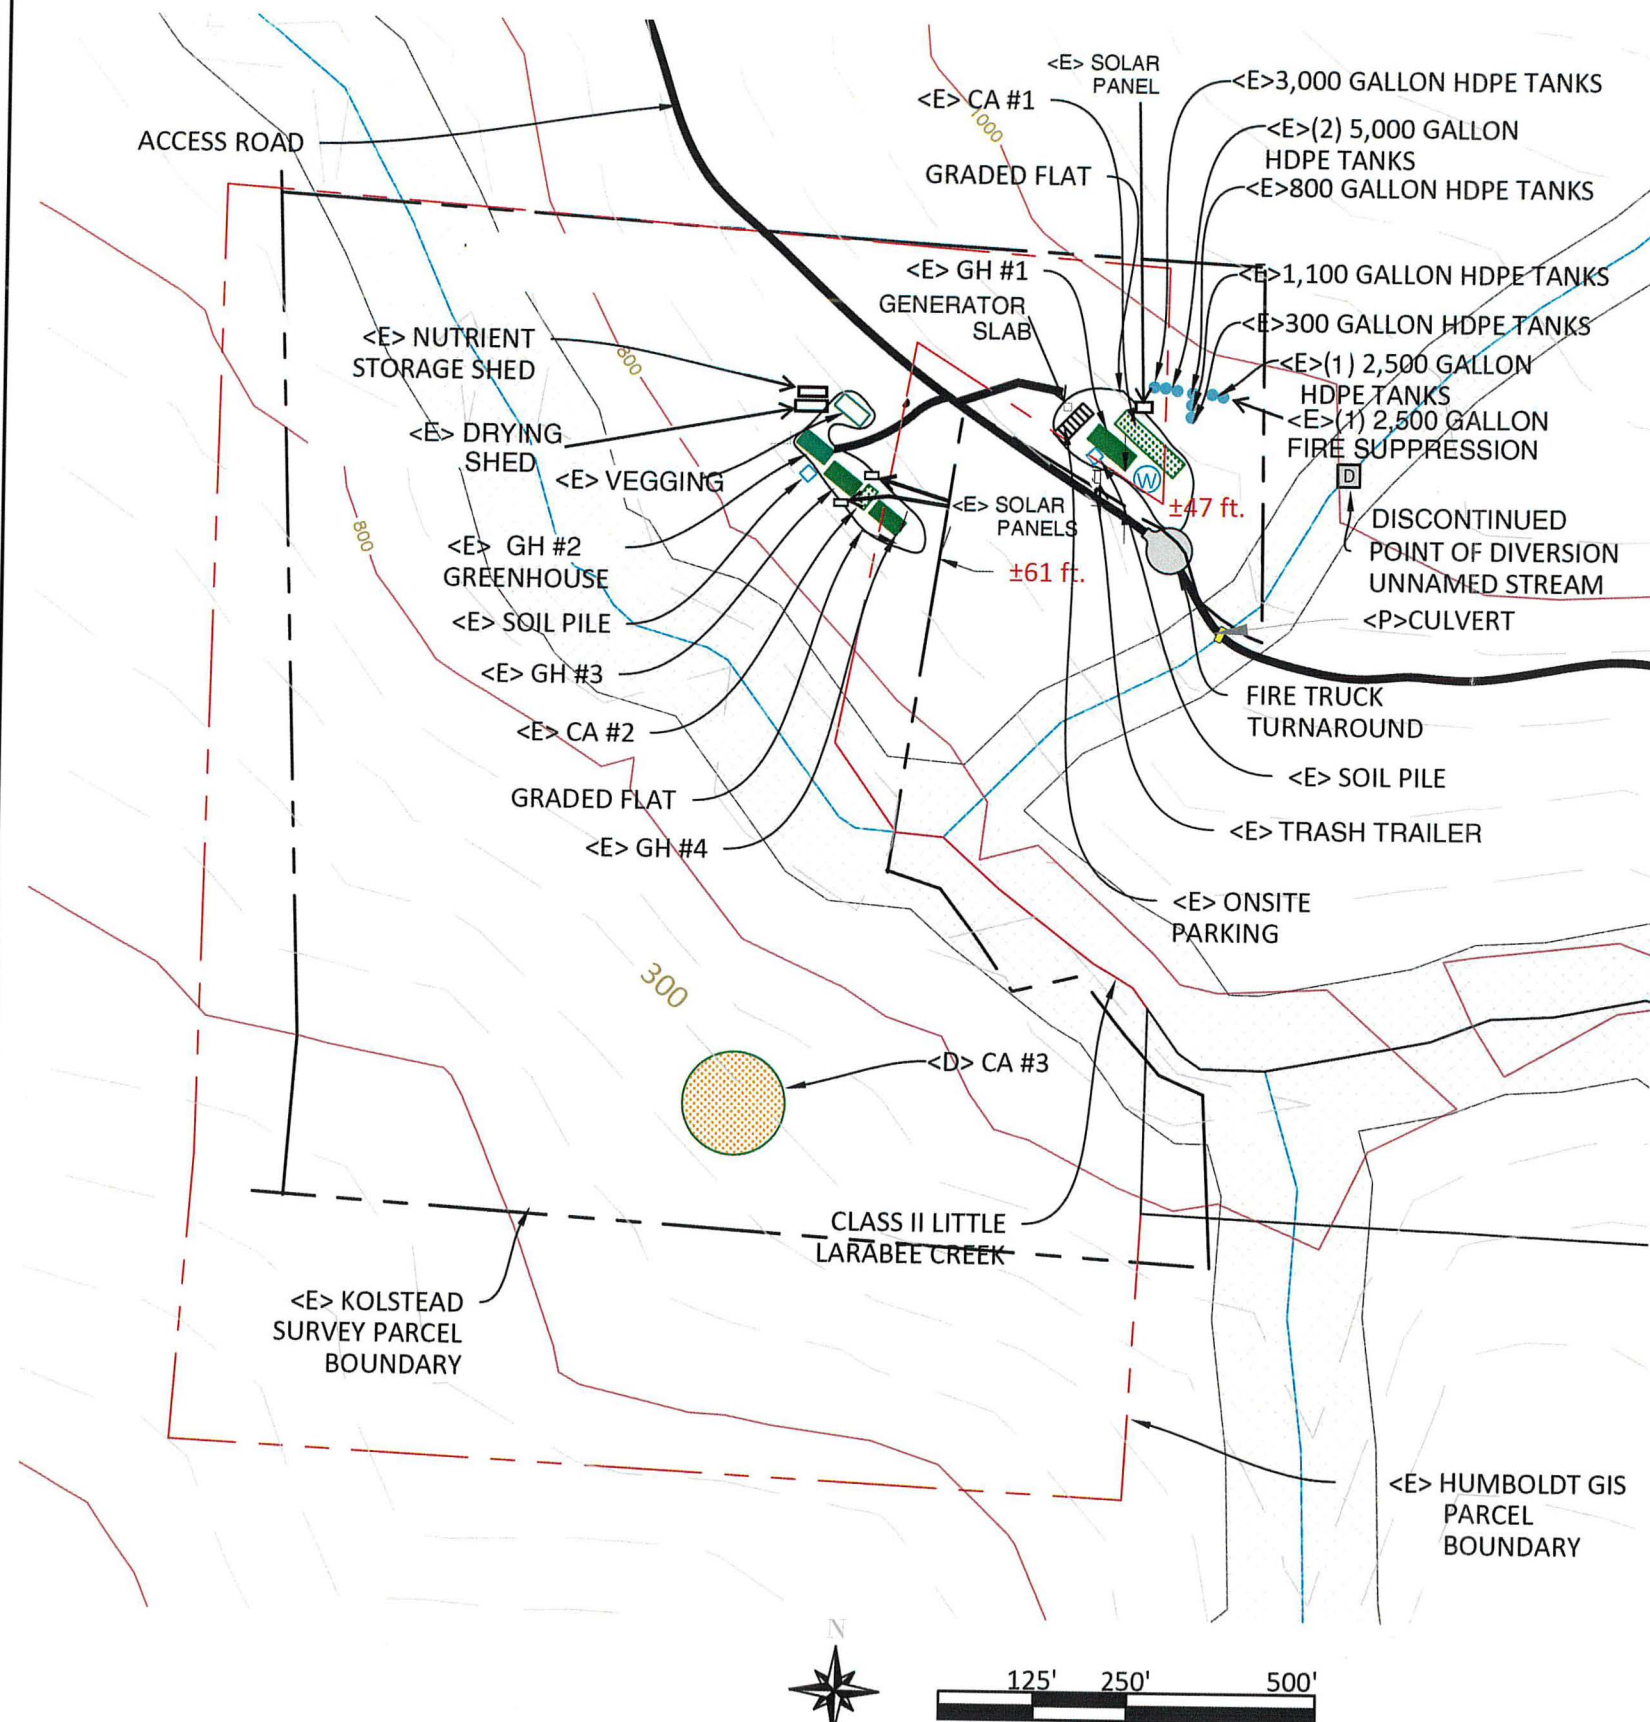 <E> SOLAR
PANEL
<E>3,000 GALLON HDPE TANKS
<E> CA #1
1000
<E>(2) 5,000 GALLON
HDPE TANKS
ACCESS ROAD
GRADED FLAT
<E>800 GALLON HDPE TANKS
<E> GH #1
<E>1,100 GALLON HDPE TANKS
GENERATOR
SLAB
<E>300 GALLON HDPE TANKS
<E> NUTRIENT
STORAGE SHED
800
<E>(1) 2,500 GALLON
HDPE TANKS
<E>(1) 2,500 GALLON
FIRE SUPPRESSION
<E> DRYING
SHED
<E> VEGGING
W
D
<E> SOLAR
PANELS
±47 ft.
800
DISCONTINUED
POINT OF DIVERSION
UNNAMED STREAM
<E> GH #2
GREENHOUSE
±61 ft.
<E> SOIL PILE
<P>CULVERT
<E> GH #3
FIRE TRUCK
TURNAROUND
<E> CA #2
<E> SOIL PILE
GRADED FLAT
<E> TRASH TRAILER
<E> GH #4
<E> ONSITE
PARKING
300
<D> CA #3
CLASS II LITTLE
LARABEE CREEK
<E> KOLSTEAD
SURVEY PARCEL
BOUNDARY
<E> HUMBOLDT GIS
PARCEL
BOUNDARY
N
125' 250' 500'